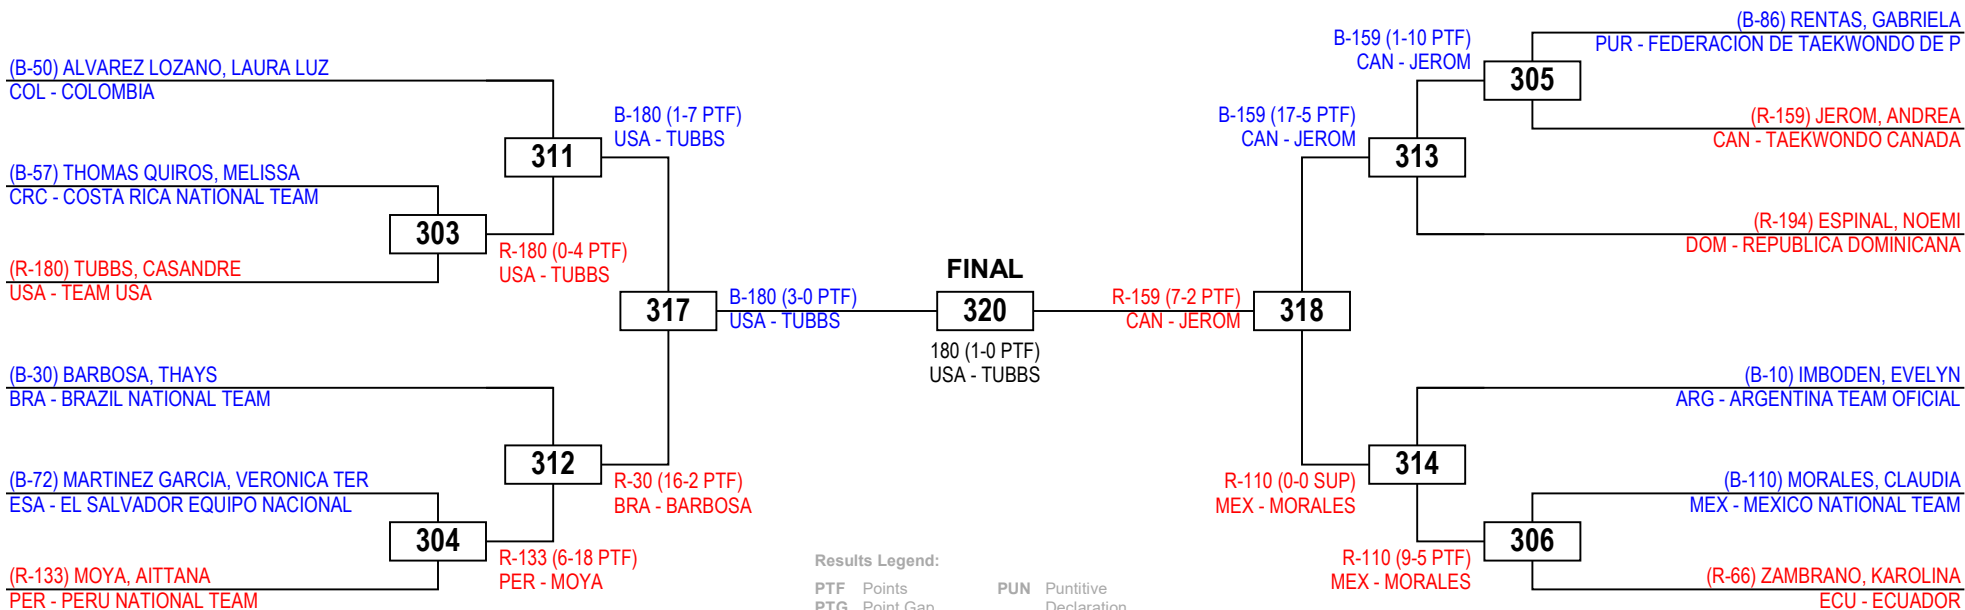 (B-50) ALVAREZ LOZANO, LAURA LUZ
COL - COLOMBIA
(B-57) THOMAS QUIROS, MELISSA
CRC - COSTA RICA NATIONAL TEAM
303
(R-180) TUBBS, CASANDRE
USA - TEAM USA
R-180 (0-4 PTF)
USA - TUBBS
311
B-180 (1-7 PTF)
USA - TUBBS
(B-30) BARBOSA, THAYS
BRA - BRAZIL NATIONAL TEAM
(B-72) MARTINEZ GARCIA, VERONICA TER
ESA - EL SALVADOR EQUIPO NACIONAL
304
(R-133) MOYA, AITTANA
PER - PERU NATIONAL TEAM
R-133 (6-18 PTF)
PER - MOYA
312
R-30 (16-2 PTF)
BRA - BARBOSA
317
B-180 (3-0 PTF)
USA - TUBBS
FINAL
320
180 (1-0 PTF)
USA - TUBBS
R-159 (7-2 PTF)
CAN - JEROM
318
B-159 (17-5 PTF)
CAN - JEROM
313
B-159 (1-10 PTF)
CAN - JEROM
305
(B-86) RENTAS, GABRIELA
PUR - FEDERACION DE TAEKWONDO DE P
(R-159) JEROM, ANDREA
CAN - TAEKWONDO CANADA
(R-194) ESPINAL, NOEMI
DOM - REPUBLICA DOMINICANA
(B-10) IMBODEN, EVELYN
ARG - ARGENTINA TEAM OFICIAL
314
R-110 (0-0 SUP)
MEX - MORALES
(B-110) MORALES, CLAUDIA
MEX - MEXICO NATIONAL TEAM
306
R-110 (9-5 PTF)
MEX - MORALES
(R-66) ZAMBRANO, KAROLINA
ECU - ECUADOR
Results Legend:
PTF Points PUN Puntitive
PTG Point Gap Declaration